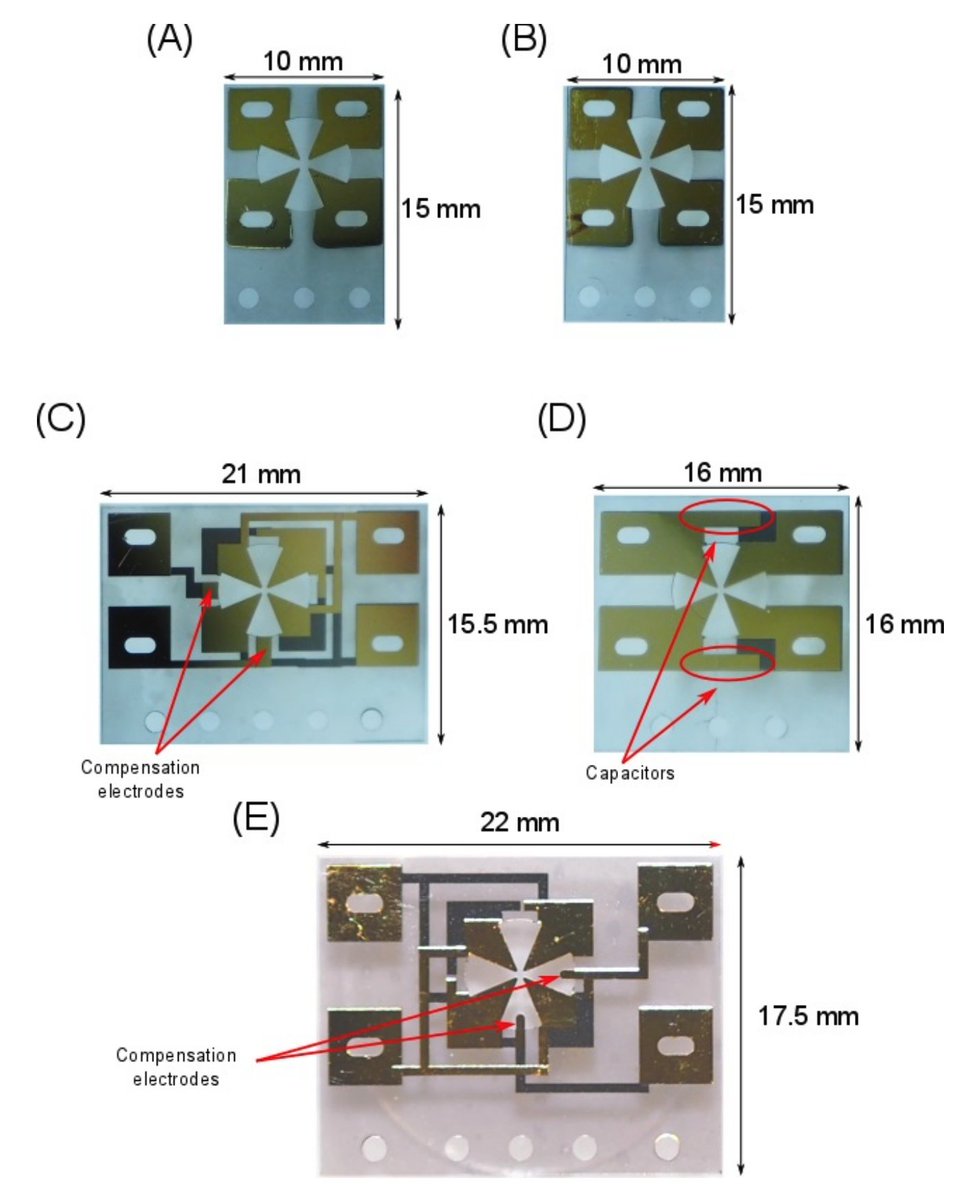 (A)
(B)
10 mm
10 mm
15 mm
15 mm
(C)
(D)
21 mm
16 mm
15.5 mm
16 mm
Compensation
electrodes
Capacitors
(E)
22 mm
17.5 mm
Compensation
electrodes